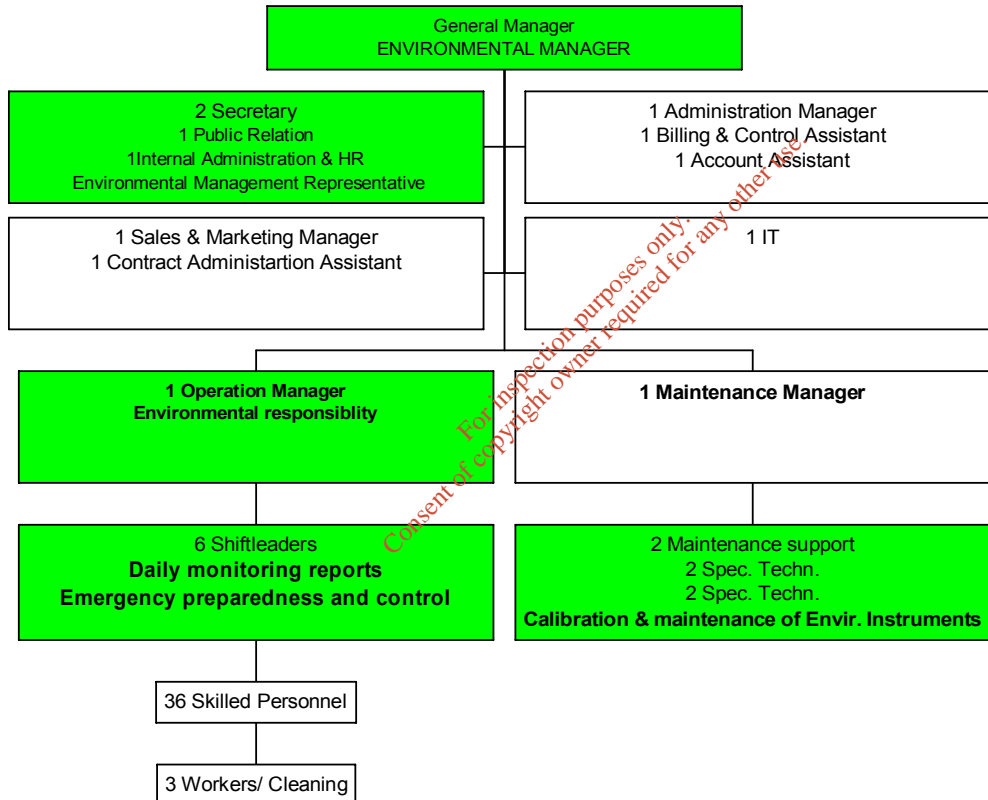 General Manager
ENVIRONMENTAL MANAGER
2 Secretary
1 Public Relation
1Internal Administration & HR
Environmental Management Representative
1 Administration Manager
1 Billing & Control Assistant
1 Account Assistant
1 Sales & Marketing Manager
1 Contract Administartion Assistant
1 IT
1 Operation Manager
Environmental responsiblity
1 Maintenance Manager
6 Shiftleaders
Daily monitoring reports
Emergency preparedness and control
2 Maintenance support
2 Spec. Techn.
2 Spec. Techn.
Calibration & maintenance of Envir. Instruments
36 Skilled Personnel
3 Workers/ Cleaning
For inspection purposes only.
Consent of copyright owner required for any other use.